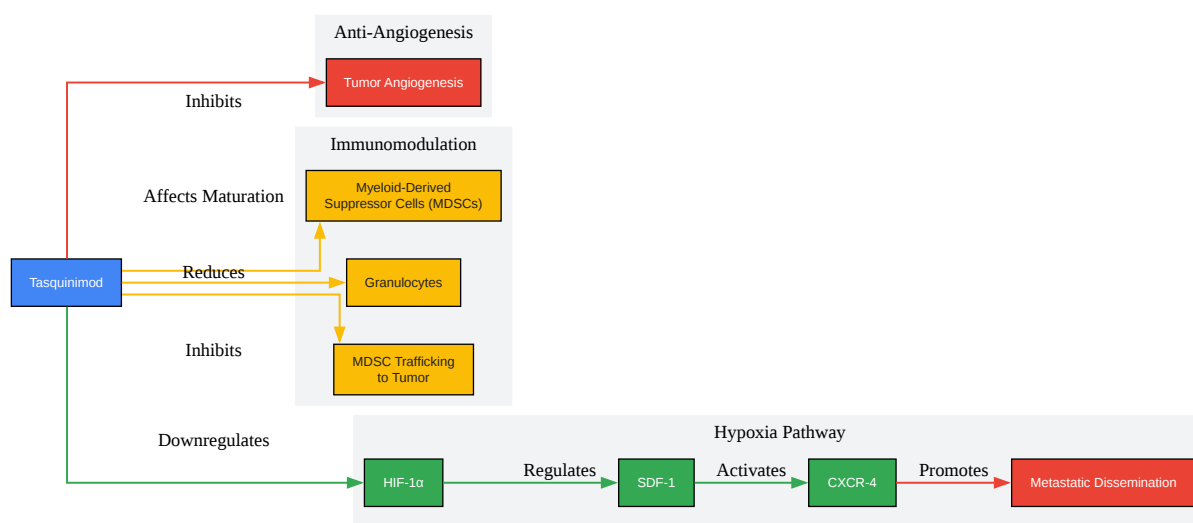 Anti-Angiogenesis
Tumor Angiogenesis
Inhibits
Immunomodulation
Myeloid-Derived
Suppressor Cells (MDSCs)
Affects Maturation
Tasquinimod
Reduces
Granulocytes
Inhibits
MDSC Trafficking
to Tumor
Downregulates
Hypoxia Pathway
HIF-1α
Regulates
SDF-1
Activates
CXCR-4
Promotes
Metastatic Dissemination